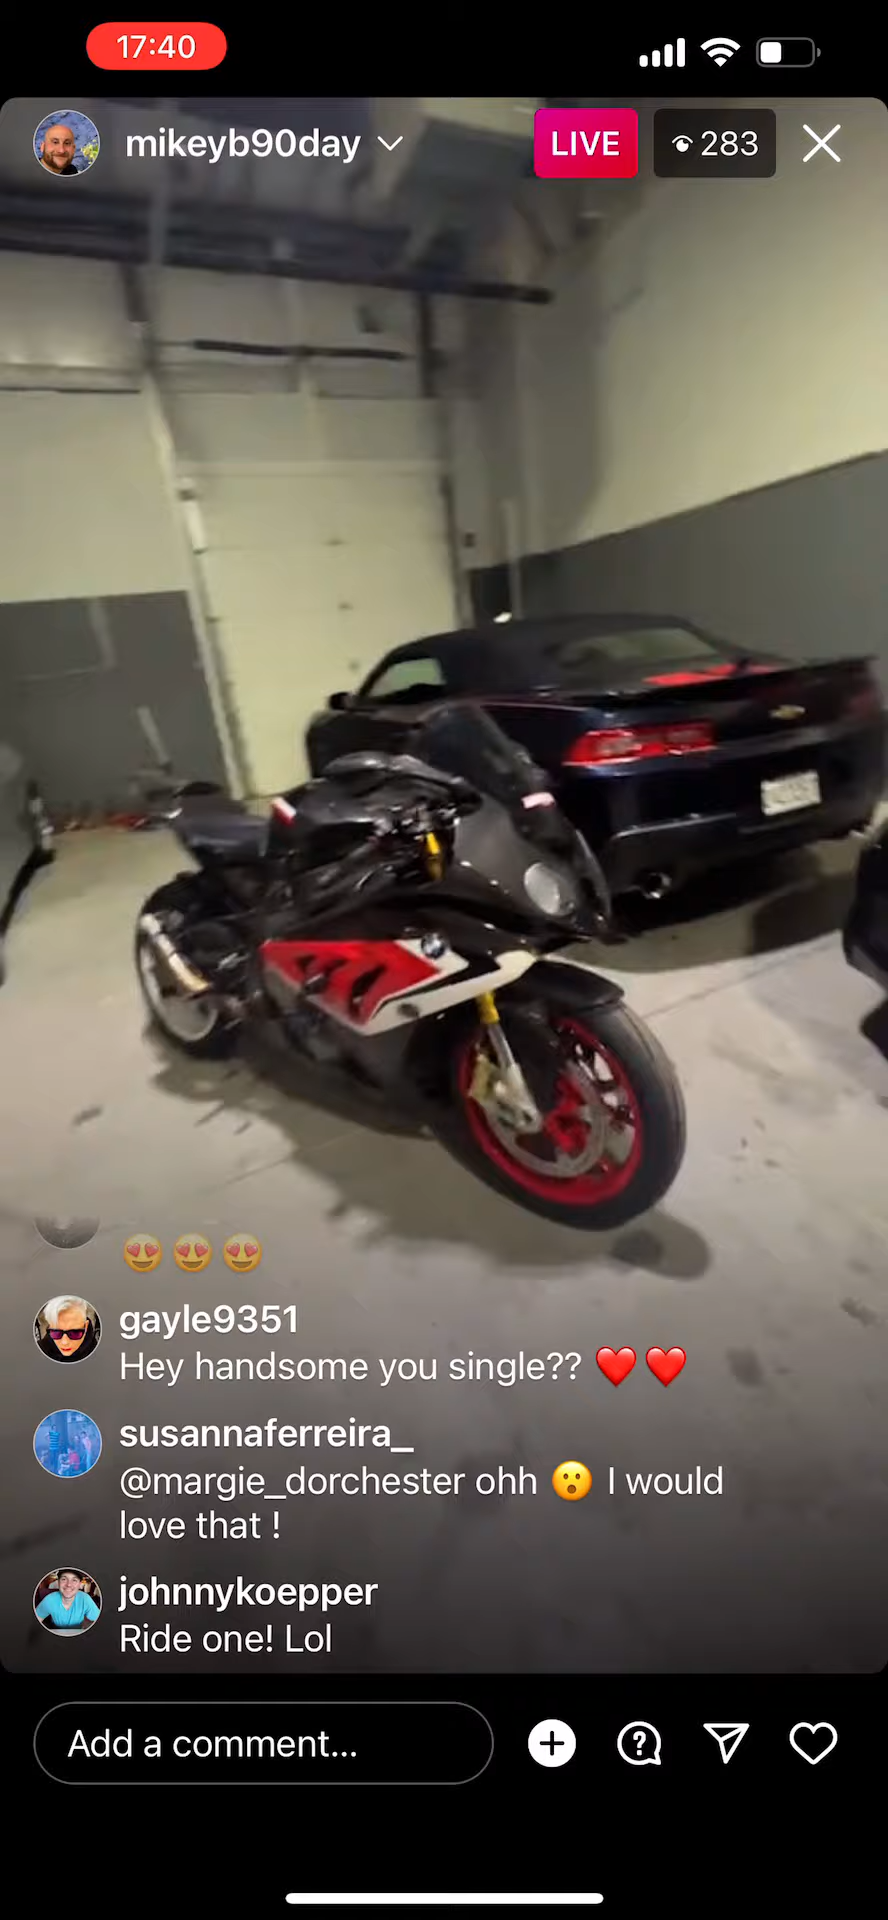 17:40
mikeyb90day
LIVE
283
gayle9351
Hey handsome you single?? ❤️❤️
susannaferreira_
@margie_dorchester ohh 😮 I would
love that !
johnnykoepper
Ride one! Lol
Add a comment...